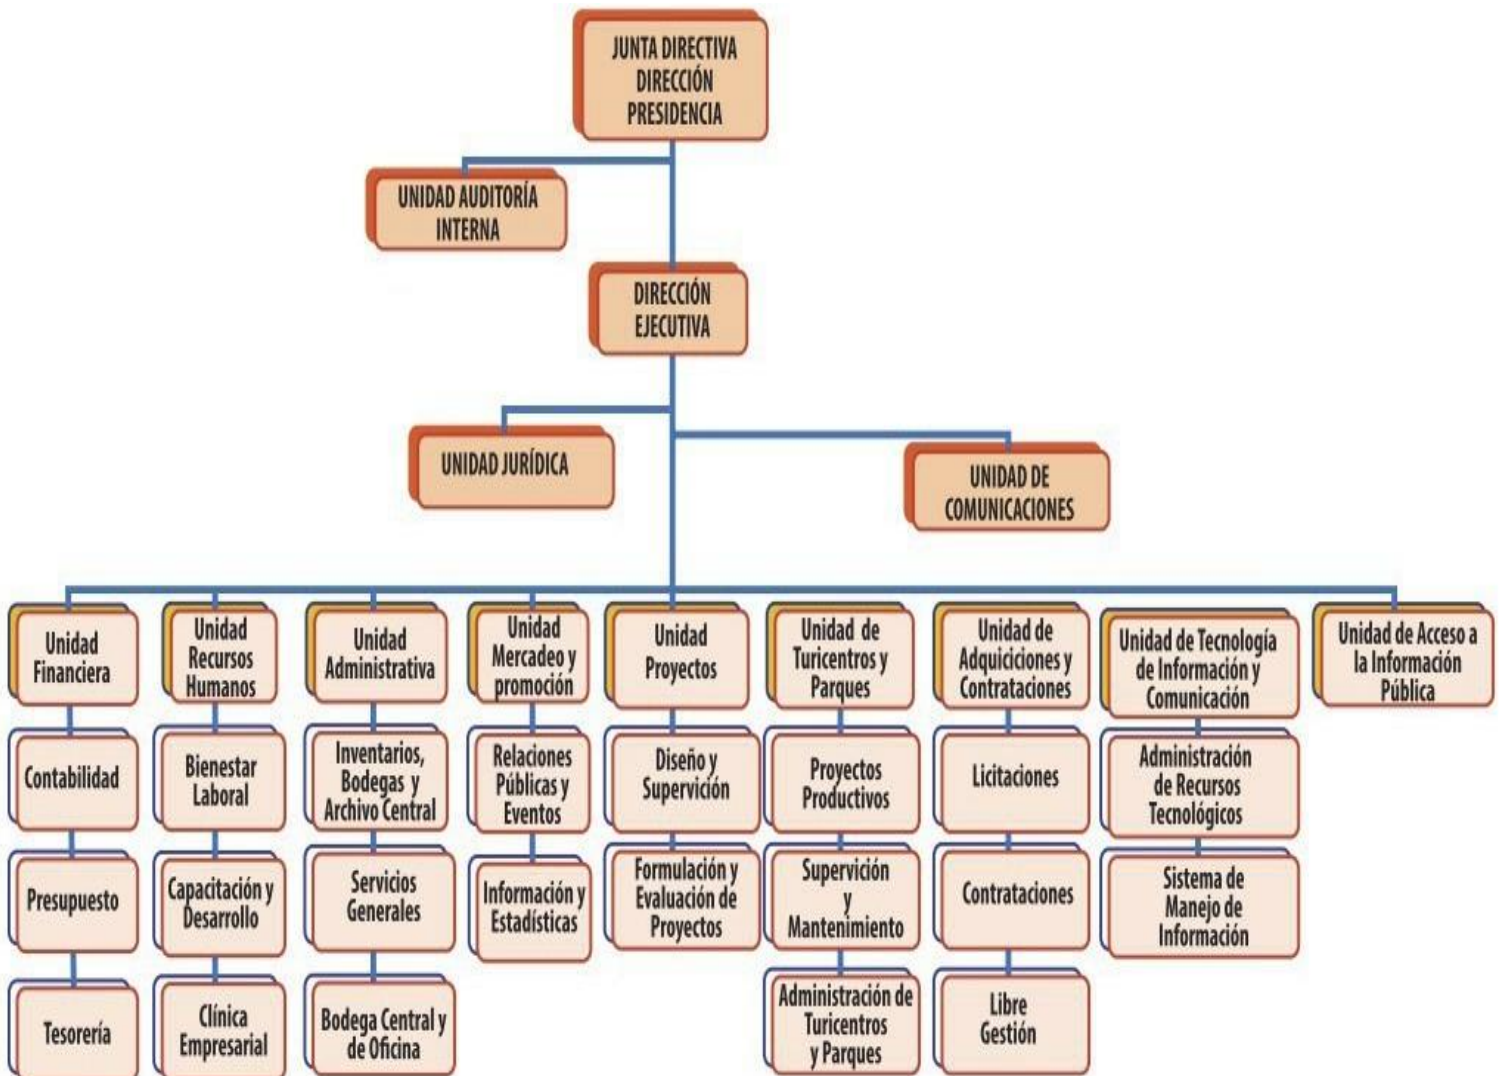 JUNTA DIRECTIVA
DIRECCIÓN
PRESIDENCIA
UNIDAD AUDITORÍA
INTERNA
DIRECCIÓN
EJECUTIVA
UNIDAD JURÍDICA
UNIDAD DE
COMUNICACIONES
Unidad
Financiera
Contabilidad
Presupuesto
Tesorería
Unidad
Recursos
Humanos
Bienestar
Laboral
Capacitación y
Desarrollo
Clínica
Empresarial
Unidad
Administrativa
Inventarios,
Bodegas y
Archivo Central
Servicios
Generales
Bodega Central y
de Oficina
Unidad
Mercadeo y
promoción
Relaciones
Públicas y
Eventos
Información y
Estadísticas
Unidad
Proyectos
Diseño y
Supervición
Formulación y
Evaluación de
Proyectos
Unidad de
Turicentros y
Parques
Proyectos
Productivos
Supervición
y
Mantenimiento
Administración de
Turicentros
y Parques
Unidad de
Adquiciciones y
Contrataciones
Licitaciones
Contrataciones
Libre
Gestión
Unidad de Tecnología
de Información y
Comunicación
Administración
de Recursos
Tecnológicos
Sistema de
Manejo de
Información
Unidad de Acceso a
la Información
Pública